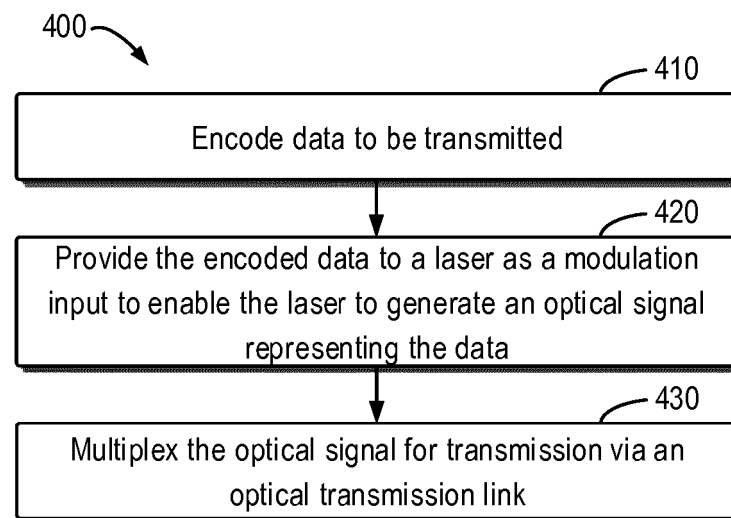 400
410
Encode data to be transmitted
420
Provide the encoded data to a laser as a modulation
input to enable the laser to generate an optical signal
representing the data
430
Multiplex the optical signal for transmission via an
optical transmission link